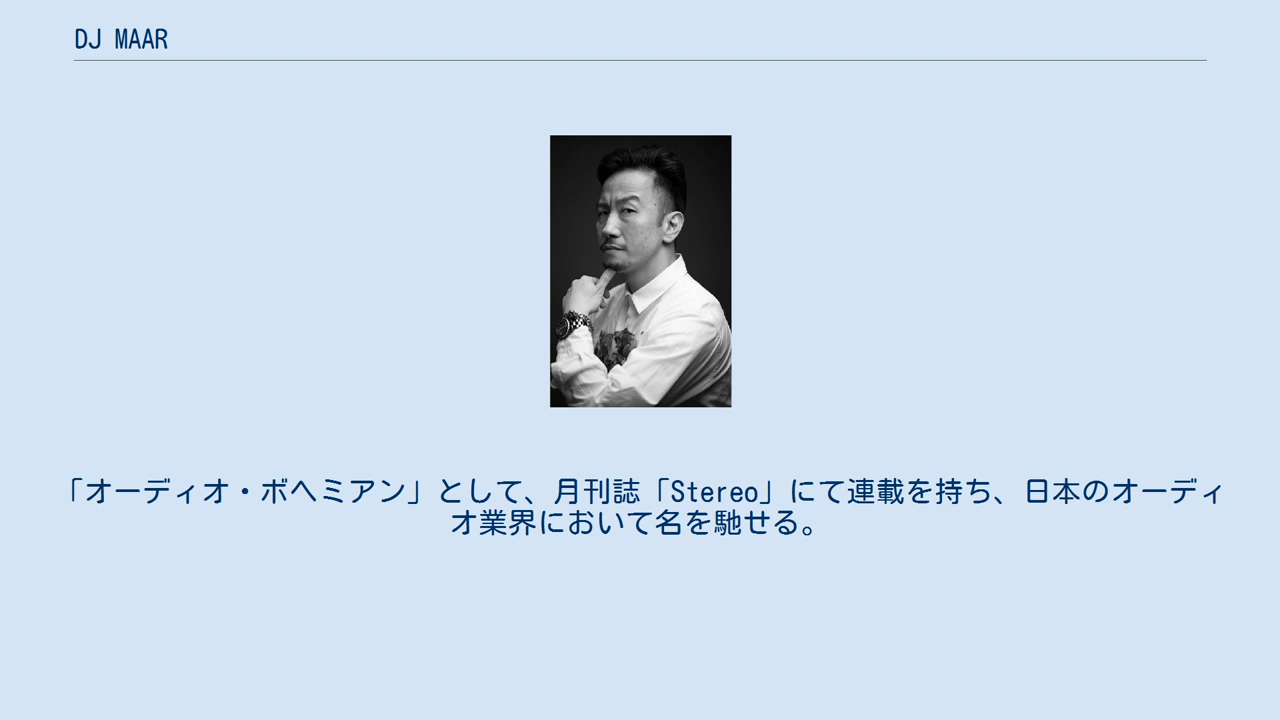 DJ MAAR
「オーディオ・ボヘミアン」として、月刊誌「Stereo」にて連載を持ち、日本のオーディ
オ業界において名を馳せる。